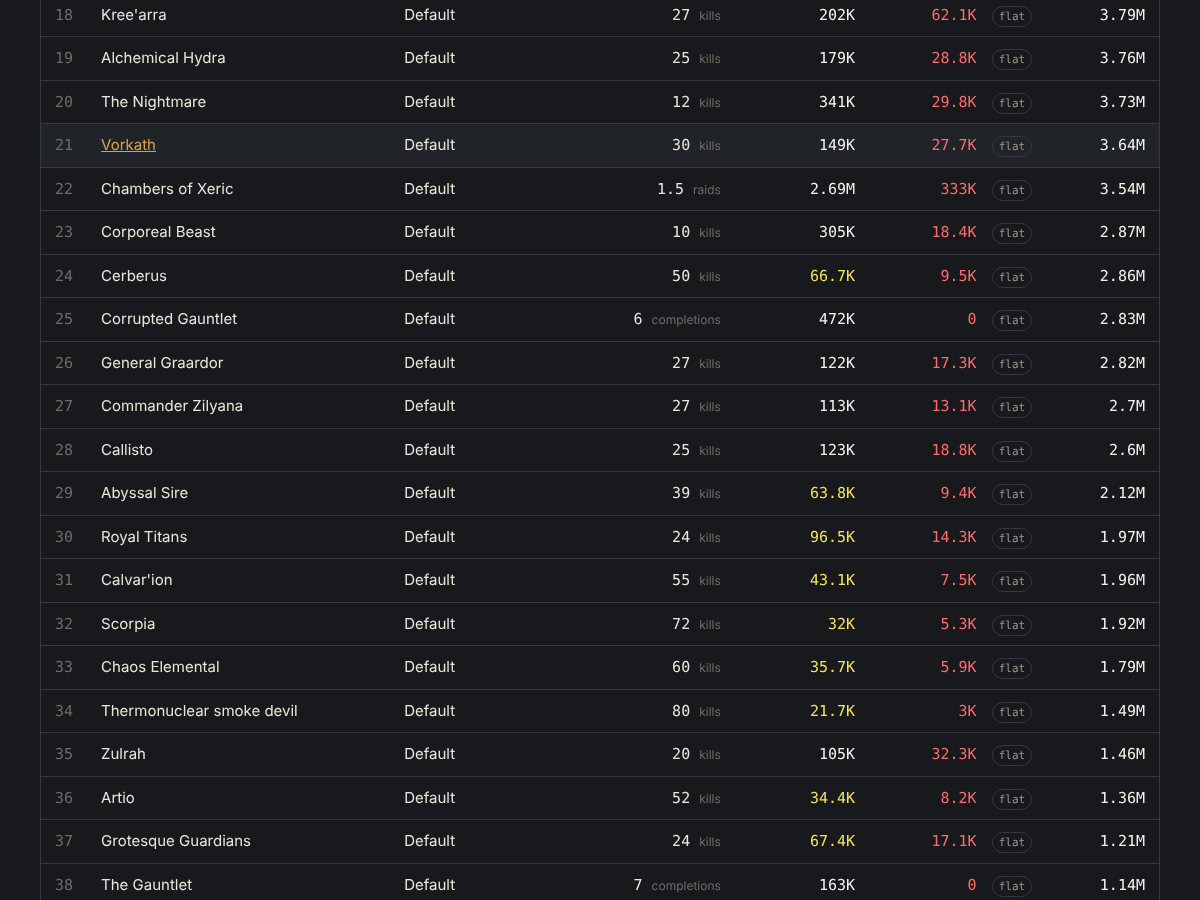 18 Kree'arra Default 27 kills 202K 62.1K flat 3.79M
19 Alchemical Hydra Default 25 kills 179K 28.8K flat 3.76M
20 The Nightmare Default 12 kills 341K 29.8K flat 3.73M
21 Vorkath Default 30 kills 149K 27.7K flat 3.64M
22 Chambers of Xeric Default 1.5 raids 2.69M 333K flat 3.54M
23 Corporeal Beast Default 10 kills 305K 18.4K flat 2.87M
24 Cerberus Default 50 kills 66.7K 9.5K flat 2.86M
25 Corrupted Gauntlet Default 6 completions 472K 0 flat 2.83M
26 General Graardor Default 27 kills 122K 17.3K flat 2.82M
27 Commander Zilyana Default 27 kills 113K 13.1K flat 2.7M
28 Callisto Default 25 kills 123K 18.8K flat 2.6M
29 Abyssal Sire Default 39 kills 63.8K 9.4K flat 2.12M
30 Royal Titans Default 24 kills 96.5K 14.3K flat 1.97M
31 Calvar'ion Default 55 kills 43.1K 7.5K flat 1.96M
32 Scorpia Default 72 kills 32K 5.3K flat 1.92M
33 Chaos Elemental Default 60 kills 35.7K 5.9K flat 1.79M
34 Thermonuclear smoke devil Default 80 kills 21.7K 3K flat 1.49M
35 Zulrah Default 20 kills 105K 32.3K flat 1.46M
36 Artio Default 52 kills 34.4K 8.2K flat 1.36M
37 Grotesque Guardians Default 24 kills 67.4K 17.1K flat 1.21M
38 The Gauntlet Default 7 completions 163K 0 flat 1.14M